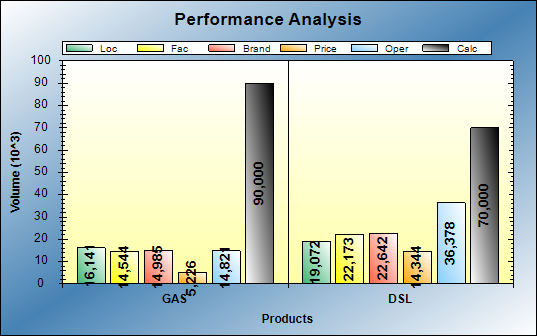 Performance Analysis
Loc Fac Brand Price Oper Calc
100
90
80
70
60
50
40
30
20
10
0
Volume (10^3)
16,141 14,544 14,985 5,226 14,821 90,000
19,072 22,173 22,642 14,344 36,378 70,000
GAS DSL
Products